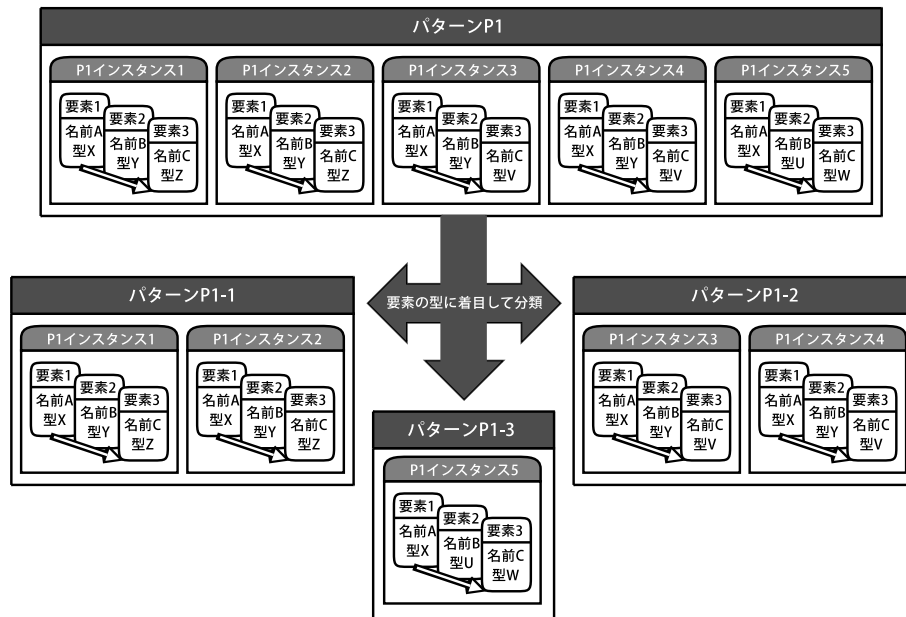 パターンP1
P1インスタンス1
要素1
名前A
型X
要素2
名前B
型Y
要素3
名前C
型Z
P1インスタンス2
要素1
名前A
型X
要素2
名前B
型Y
要素3
名前C
型Z
P1インスタンス3
要素1
名前A
型X
要素2
名前B
型Y
要素3
名前C
型V
P1インスタンス4
要素1
名前A
型X
要素2
名前B
型Y
要素3
名前C
型V
P1インスタンス5
要素1
名前A
型X
要素2
名前B
型U
要素3
名前C
型W
要素の型に着目して分類
パターンP1-1
P1インスタンス1
要素1
名前A
型X
要素2
名前B
型Y
要素3
名前C
型Z
P1インスタンス2
要素1
名前A
型X
要素2
名前B
型Y
要素3
名前C
型Z
パターンP1-2
P1インスタンス3
要素1
名前A
型X
要素2
名前B
型Y
要素3
名前C
型V
P1インスタンス4
要素1
名前A
型X
要素2
名前B
型Y
要素3
名前C
型V
パターンP1-3
P1インスタンス5
要素1
名前A
型X
要素2
名前B
型U
要素3
名前C
型W